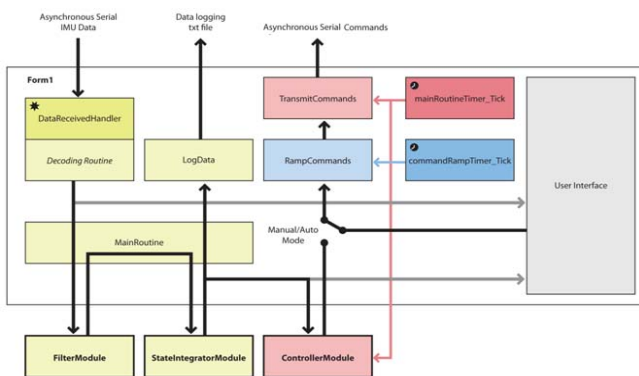 Asynchronous Serial
IMU Data
Data logging
txt file
Asynchronous Serial Commands
Form1
DataReceivedHandler
Decoding Routine
LogData
TransmitCommands
RampCommands
mainRoutineTimer_Tick
commandRampTimer_Tick
User Interface
MainRoutine
Manual/Auto
Mode
FilterModule
StateIntegratorModule
ControllerModule